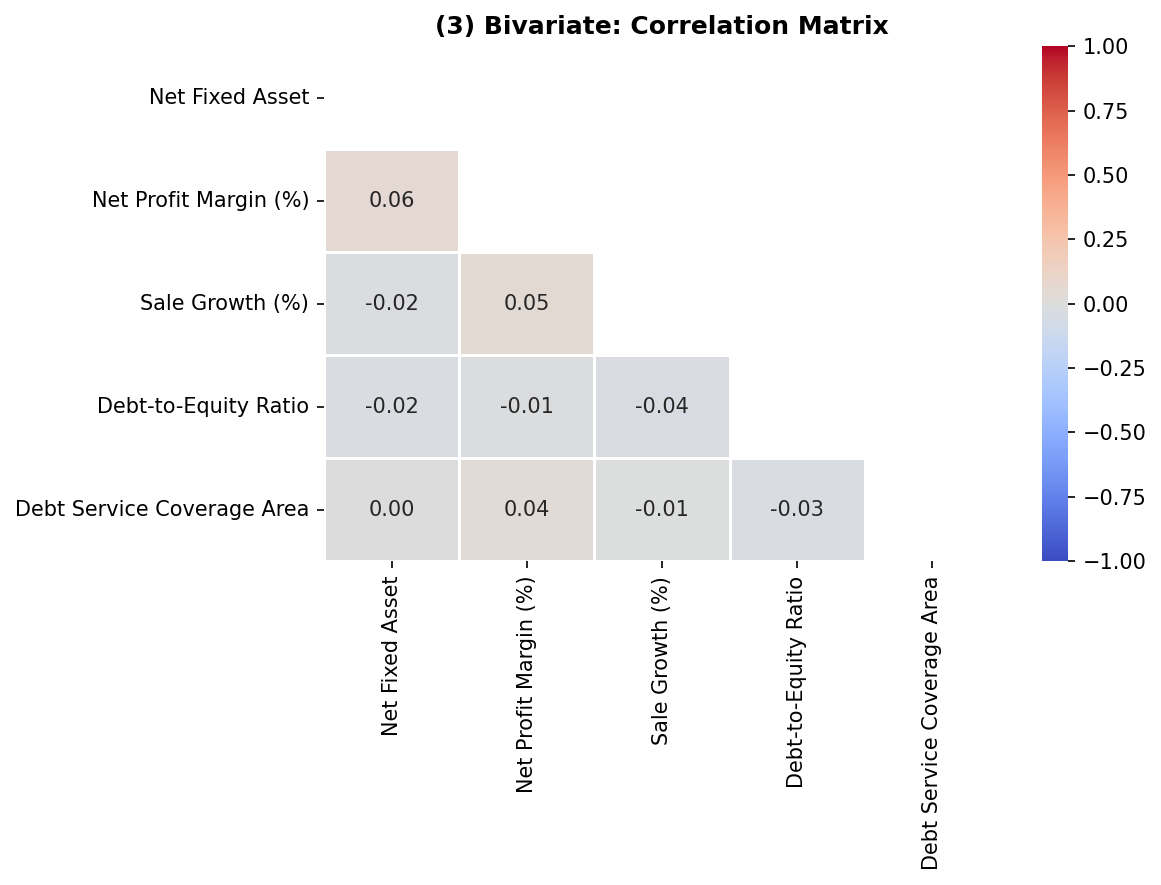 (3) Bivariate: Correlation Matrix
Net Fixed Asset
Net Profit Margin (%)
0.06
Sale Growth (%)
-0.02 0.05
Debt-to-Equity Ratio
-0.02 -0.01 -0.04
Debt Service Coverage Area
0.00 0.04 -0.01 -0.03
Net Fixed Asset
Net Profit Margin (%)
Sale Growth (%)
Debt-to-Equity Ratio
Debt Service Coverage Area
1.00
0.75
0.50
0.25
0.00
−0.25
−0.50
−0.75
−1.00